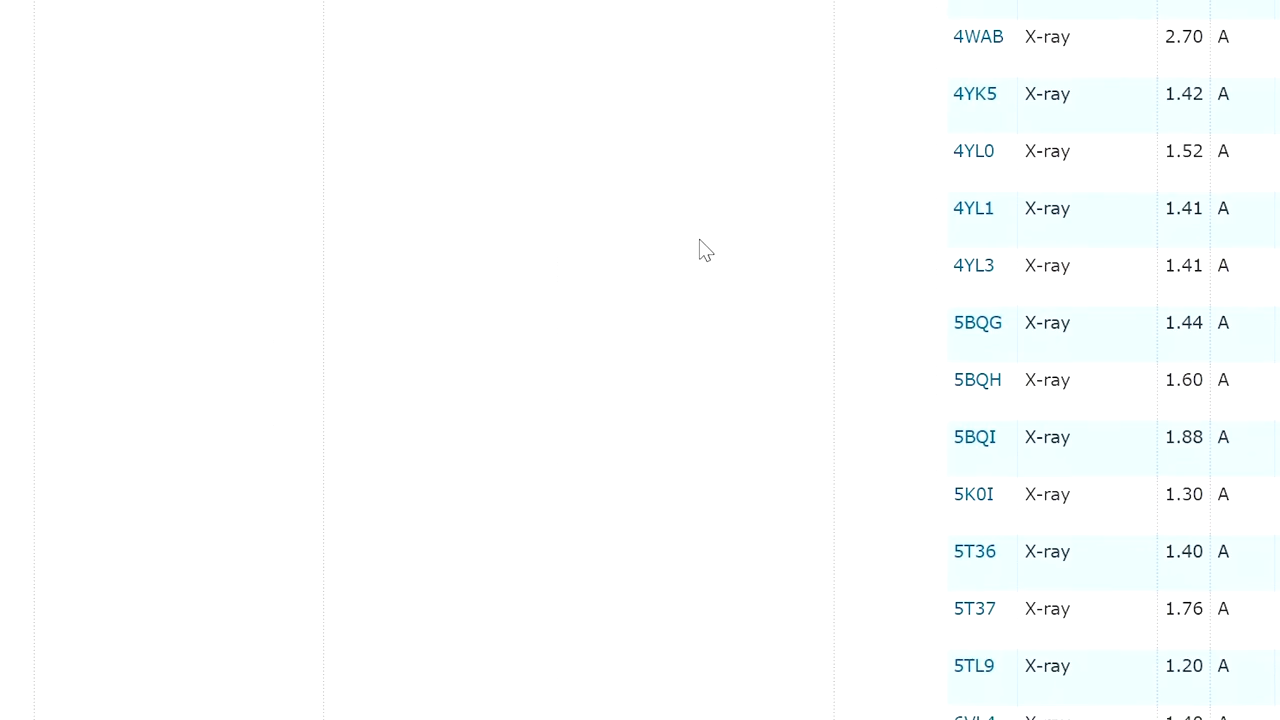 4WAB X-ray 2.70 A
4YK5 X-ray 1.42 A
4YL0 X-ray 1.52 A
4YL1 X-ray 1.41 A
4YL3 X-ray 1.41 A
5BQG X-ray 1.44 A
5BQH X-ray 1.60 A
5BQI X-ray 1.88 A
5K0I X-ray 1.30 A
5T36 X-ray 1.40 A
5T37 X-ray 1.76 A
5TL9 X-ray 1.20 A